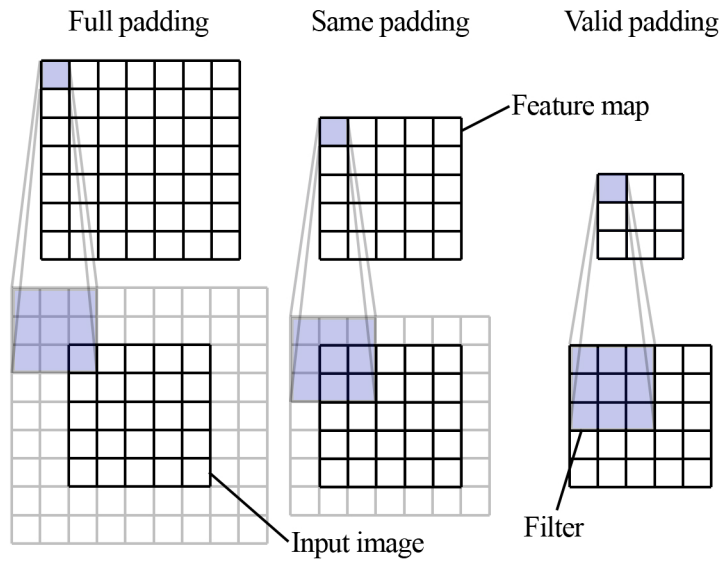 Full padding
Same padding
Valid padding
Feature map
Input image
Filter